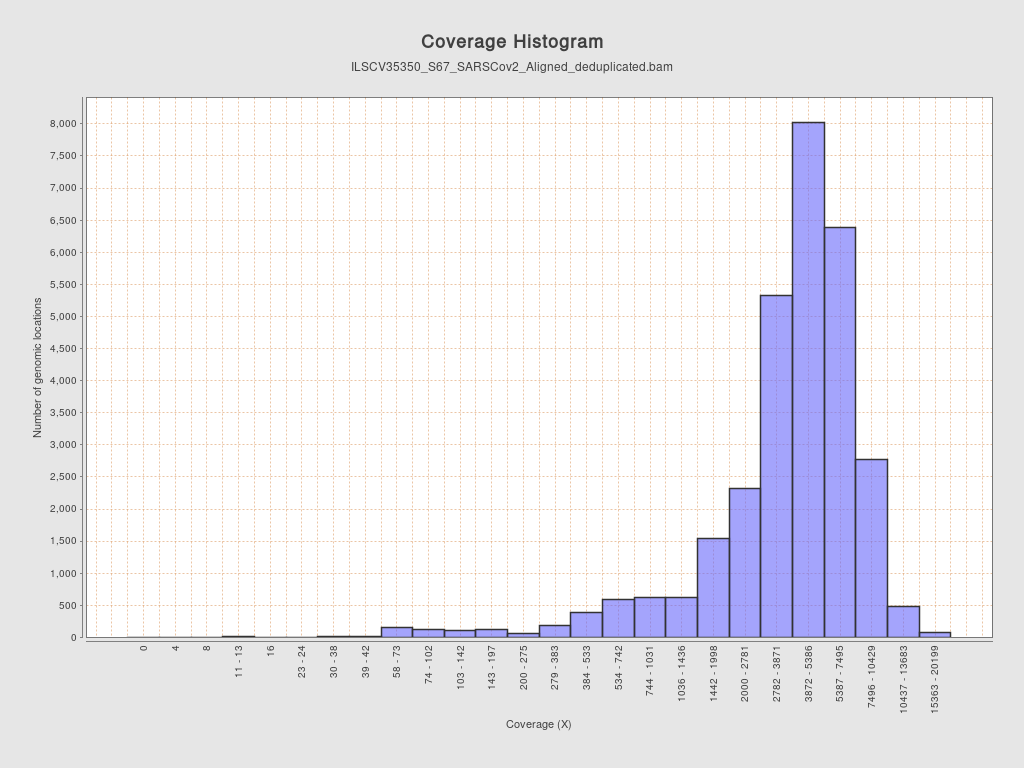 Coverage Histogram
ILSCV35350_S67_SARSCov2_Aligned_deduplicated.bam
Number of genomic locations
8,000
7,500
7,000
6,500
6,000
5,500
5,000
4,500
4,000
3,500
3,000
2,500
2,000
1,500
1,000
500
0
0
4
8
11 - 13
16
23 - 24
30 - 38
39 - 42
58 - 73
74 - 102
103 - 142
143 - 197
200 - 275
279 - 383
384 - 533
534 - 742
744 - 1031
1036 - 1436
1442 - 1998
2000 - 2781
2782 - 3871
3872 - 5386
5387 - 7495
7496 - 10429
10437 - 13683
15363 - 20199
Coverage (X)